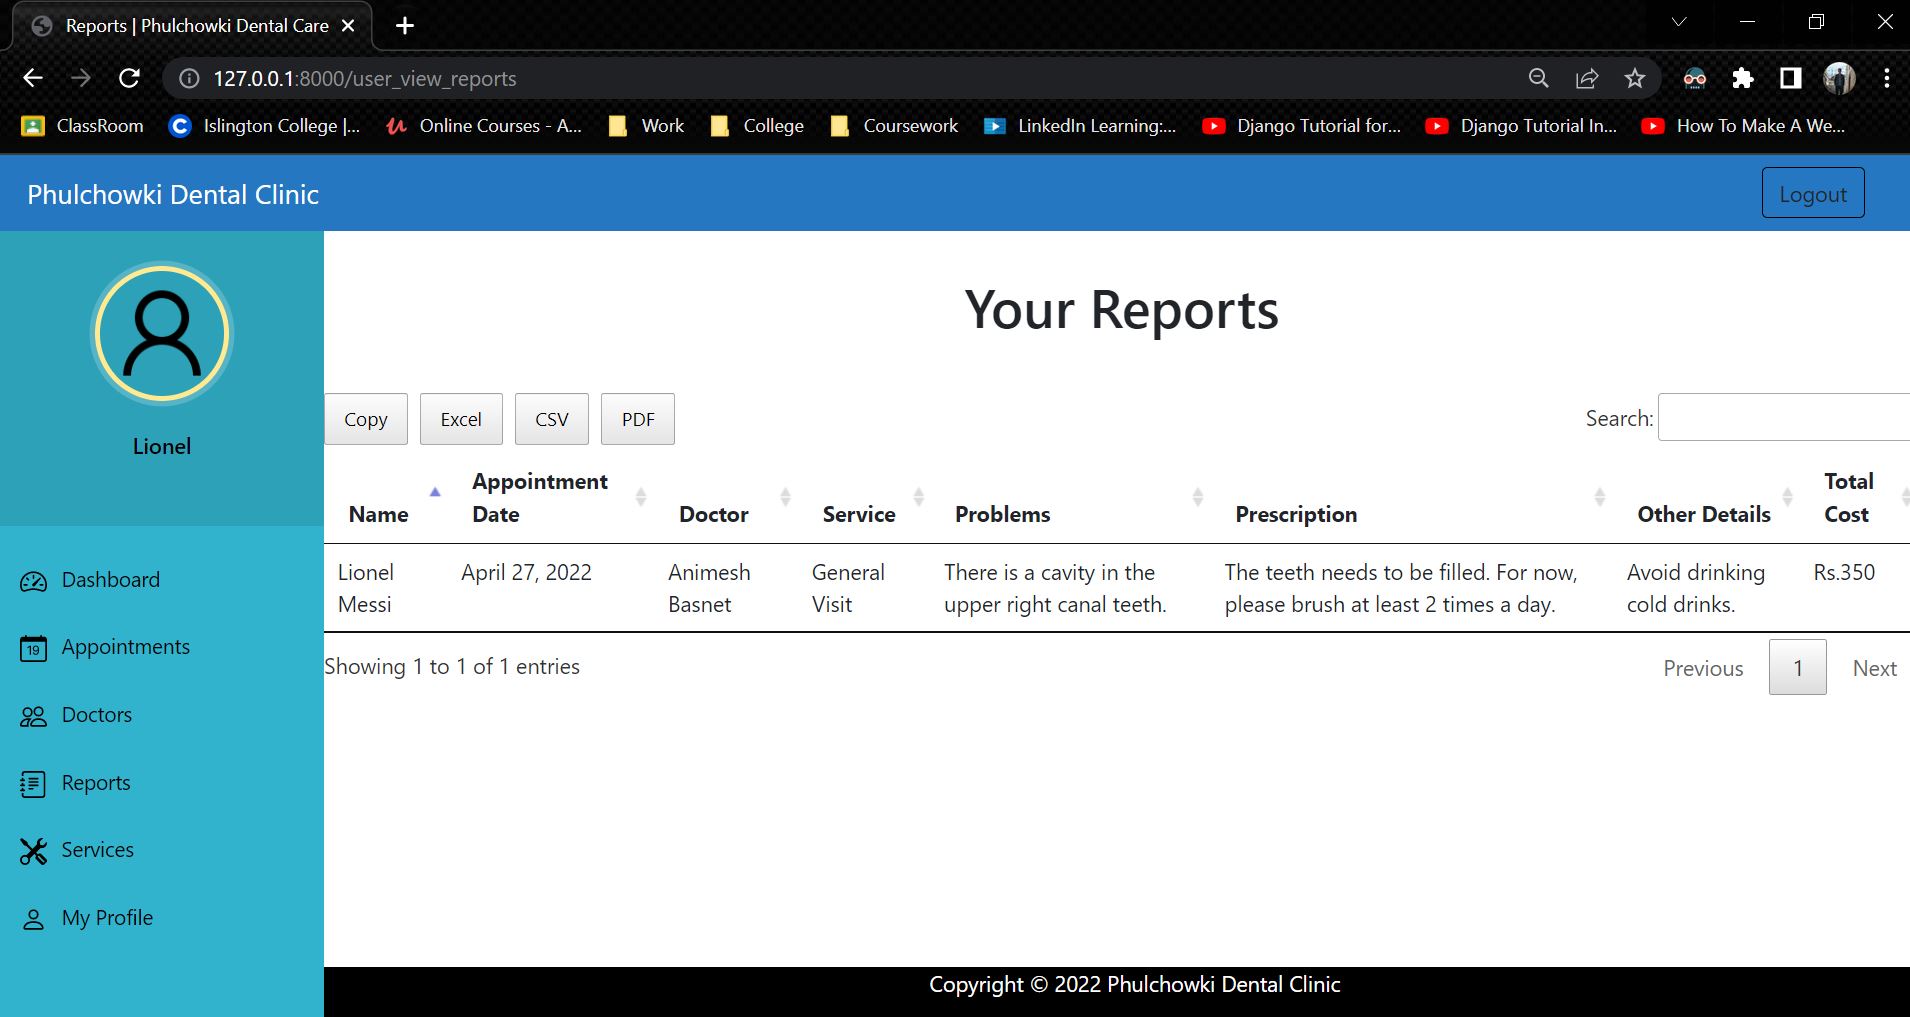 Reports | Phulchowki Dental Care
127.0.0.1:8000/user_view_reports
ClassRoom Islington College |... Online Courses - A... Work College Coursework LinkedIn Learning:... Django Tutorial for... Django Tutorial In... How To Make A We...
Phulchowki Dental Clinic Logout
Lionel
Dashboard
19 Appointments
Doctors
Reports
Services
My Profile
Your Reports
Copy Excel CSV PDF Search:
Name Appointment Date Doctor Service Problems Prescription Other Details Total Cost
Lionel Messi April 27, 2022 Animesh Basnet General Visit There is a cavity in the upper right canal teeth. The teeth needs to be filled. For now, please brush at least 2 times a day. Avoid drinking cold drinks. Rs.350
Showing 1 to 1 of 1 entries Previous 1 Next
Copyright © 2022 Phulchowki Dental Clinic